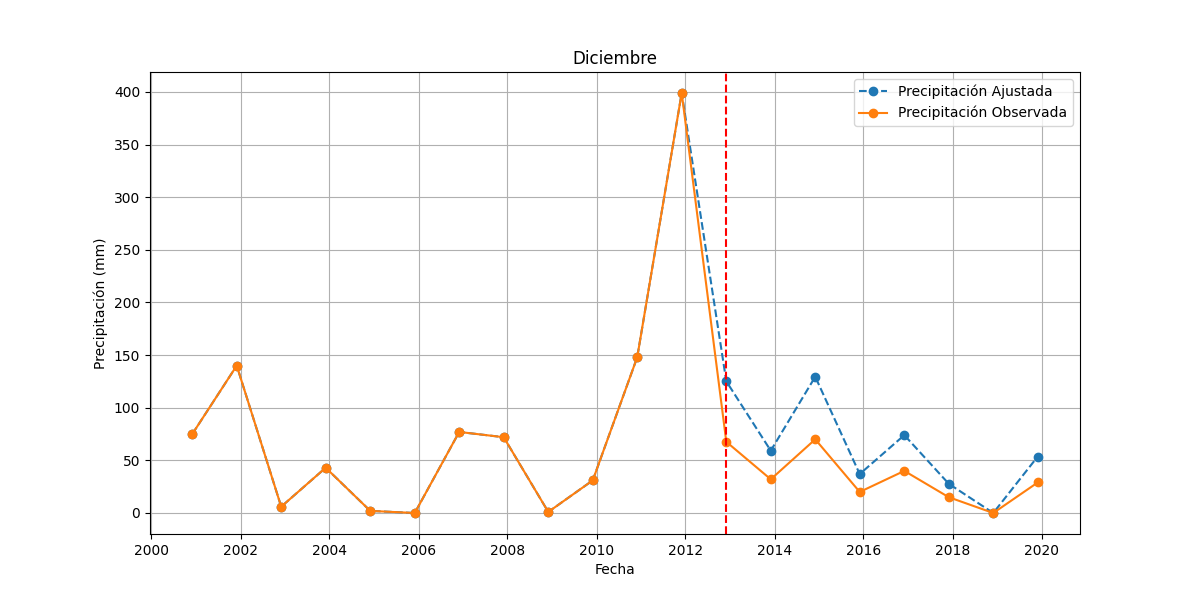 Diciembre
Precipitación Ajustada
Precipitación Observada
Precipitación (mm)
400
350
300
250
200
150
100
50
0
2000 2002 2004 2006 2008 2010 2012 2014 2016 2018 2020
Fecha